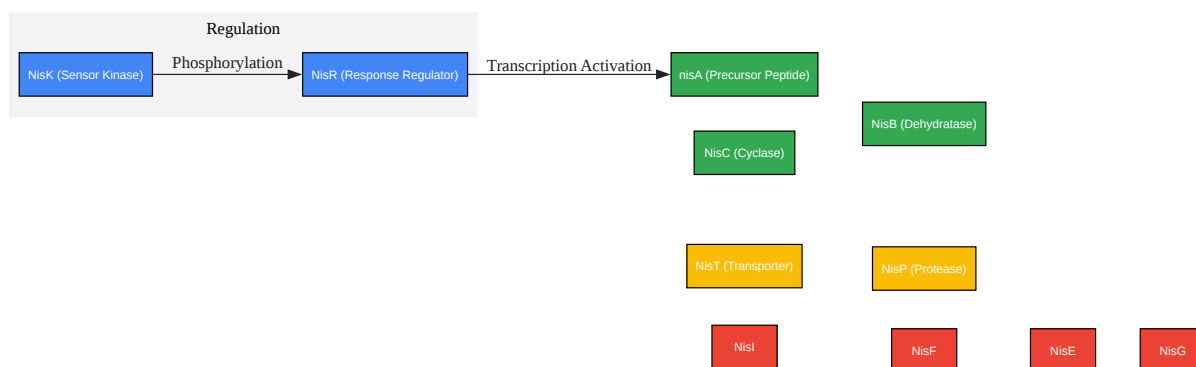 Regulation
NisK (Sensor Kinase)
Phosphorylation
NisR (Response Regulator)
Transcription Activation
nisA (Precursor Peptide)
NisB (Dehydratase)
NisC (Cyclase)
NisT (Transporter)
NisP (Protease)
NisI
NisF
NisE
NisG